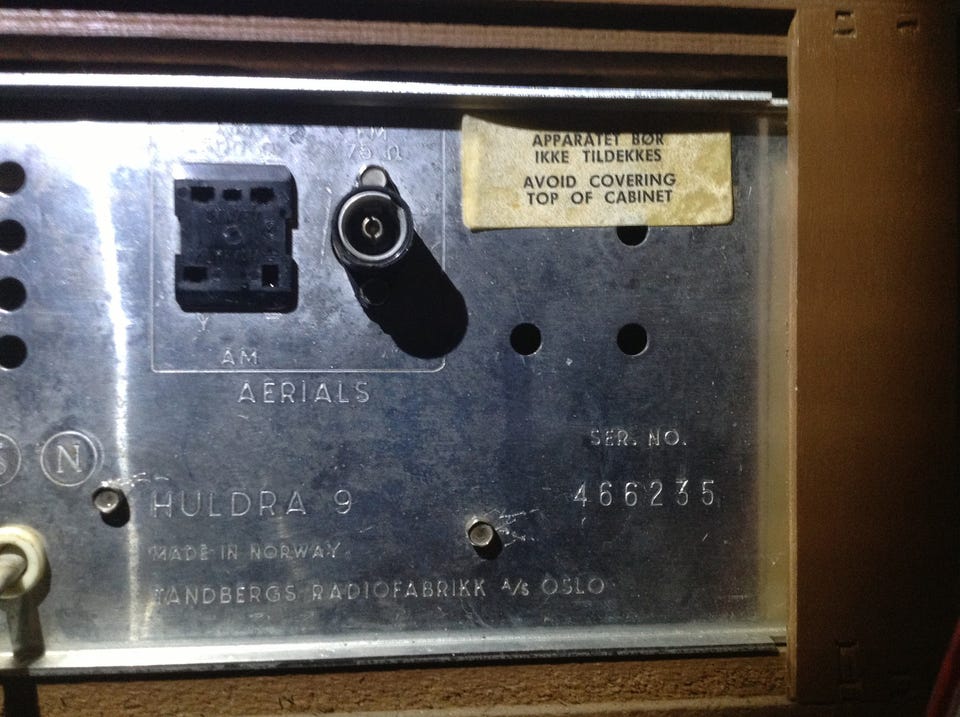 FM
75 Ω
APPARATET BØR
IKKE TILDEKKES
AVOID COVERING
TOP OF CABINET
AM
AERIALS
SER. NO.
S N
466235
HULDRA 9
MADE IN NORWAY
TANDBERGS RADIOFABRIKK A/S OSLO